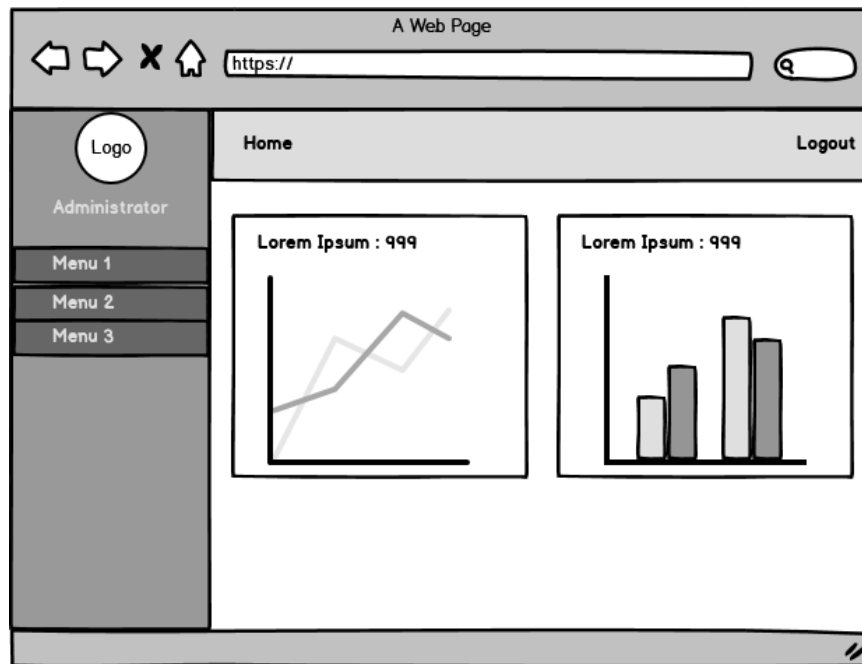 A Web Page
https://
Logo
Administrator
Menu 1
Menu 2
Menu 3
Home
Logout
Lorem Ipsum : 999
Lorem Ipsum : 999